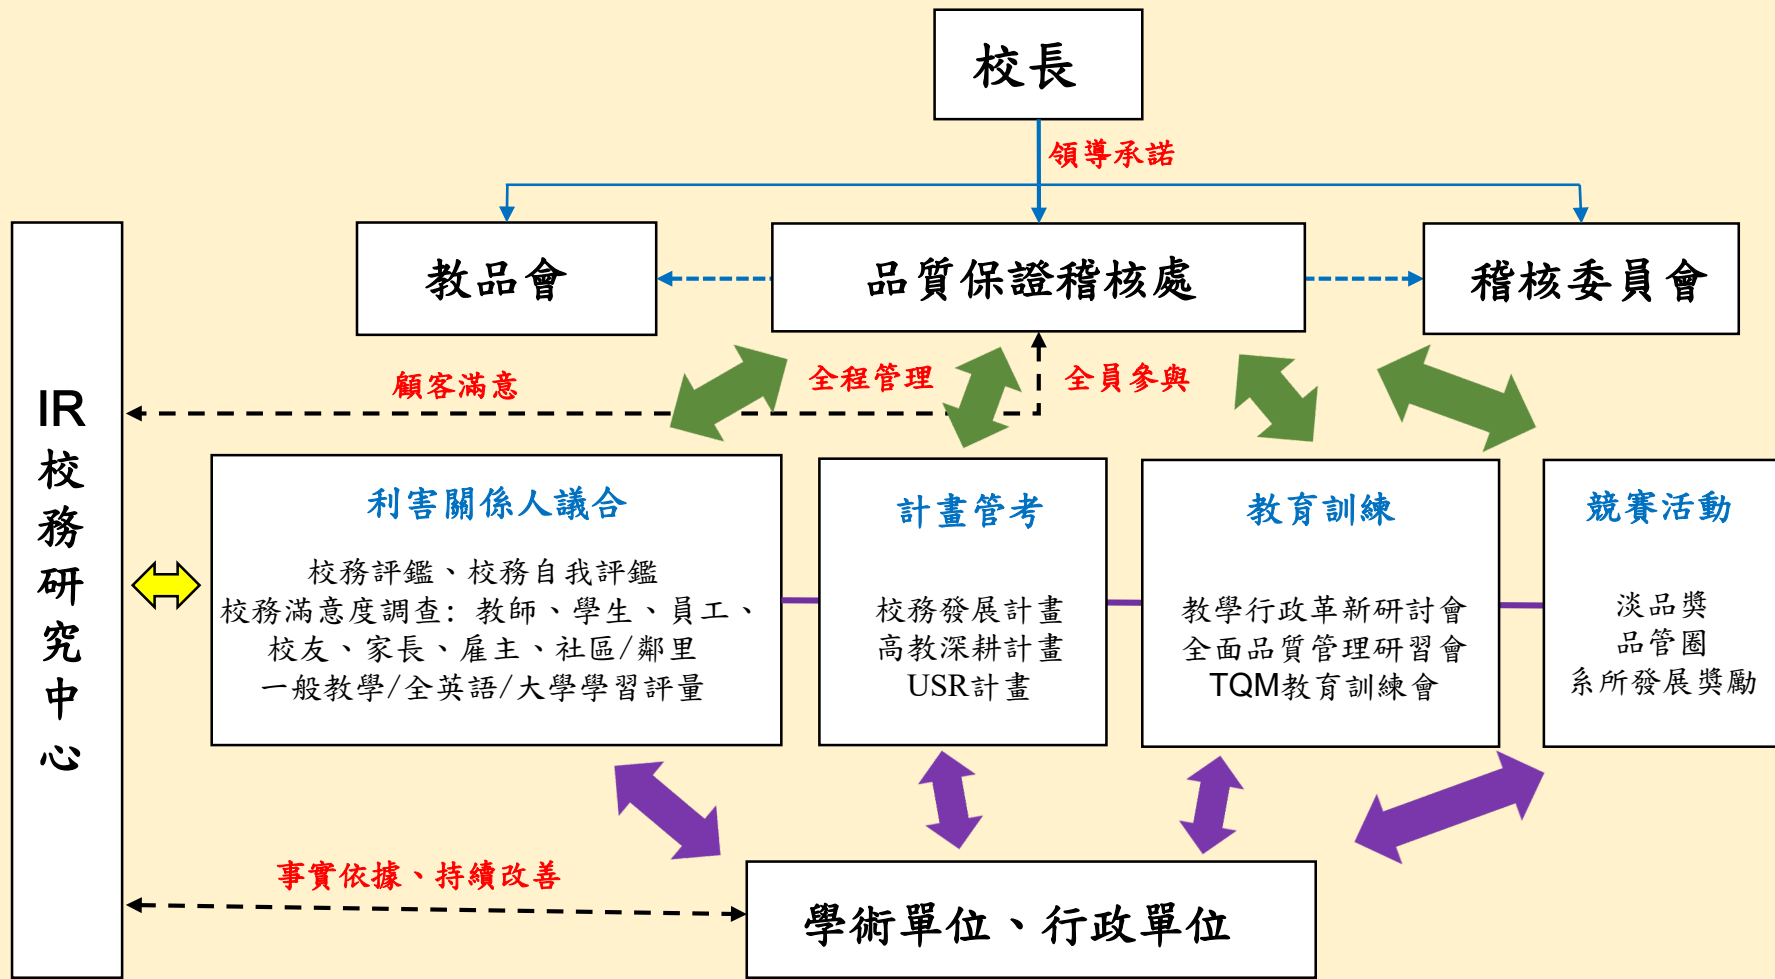 校長
領導承諾
教品會
品質保證稽核處
稽核委員會
顧客滿意
全程管理
全員參與
IR
校
務
研
究
中
心
利害關係人議合
校務評鑑、校務自我評鑑
校務滿意度調查: 教師、學生、員工、
校友、家長、雇主、社區/鄰里
一般教學/全英語/大學學習評量
計畫管考
校務發展計畫
高教深耕計畫
USR計畫
教育訓練
教學行政革新研討會
全面品質管理研習會
TQM教育訓練會
競賽活動
淡品獎
品管圈
系所發展獎勵
事實依據、持續改善
學術單位、行政單位